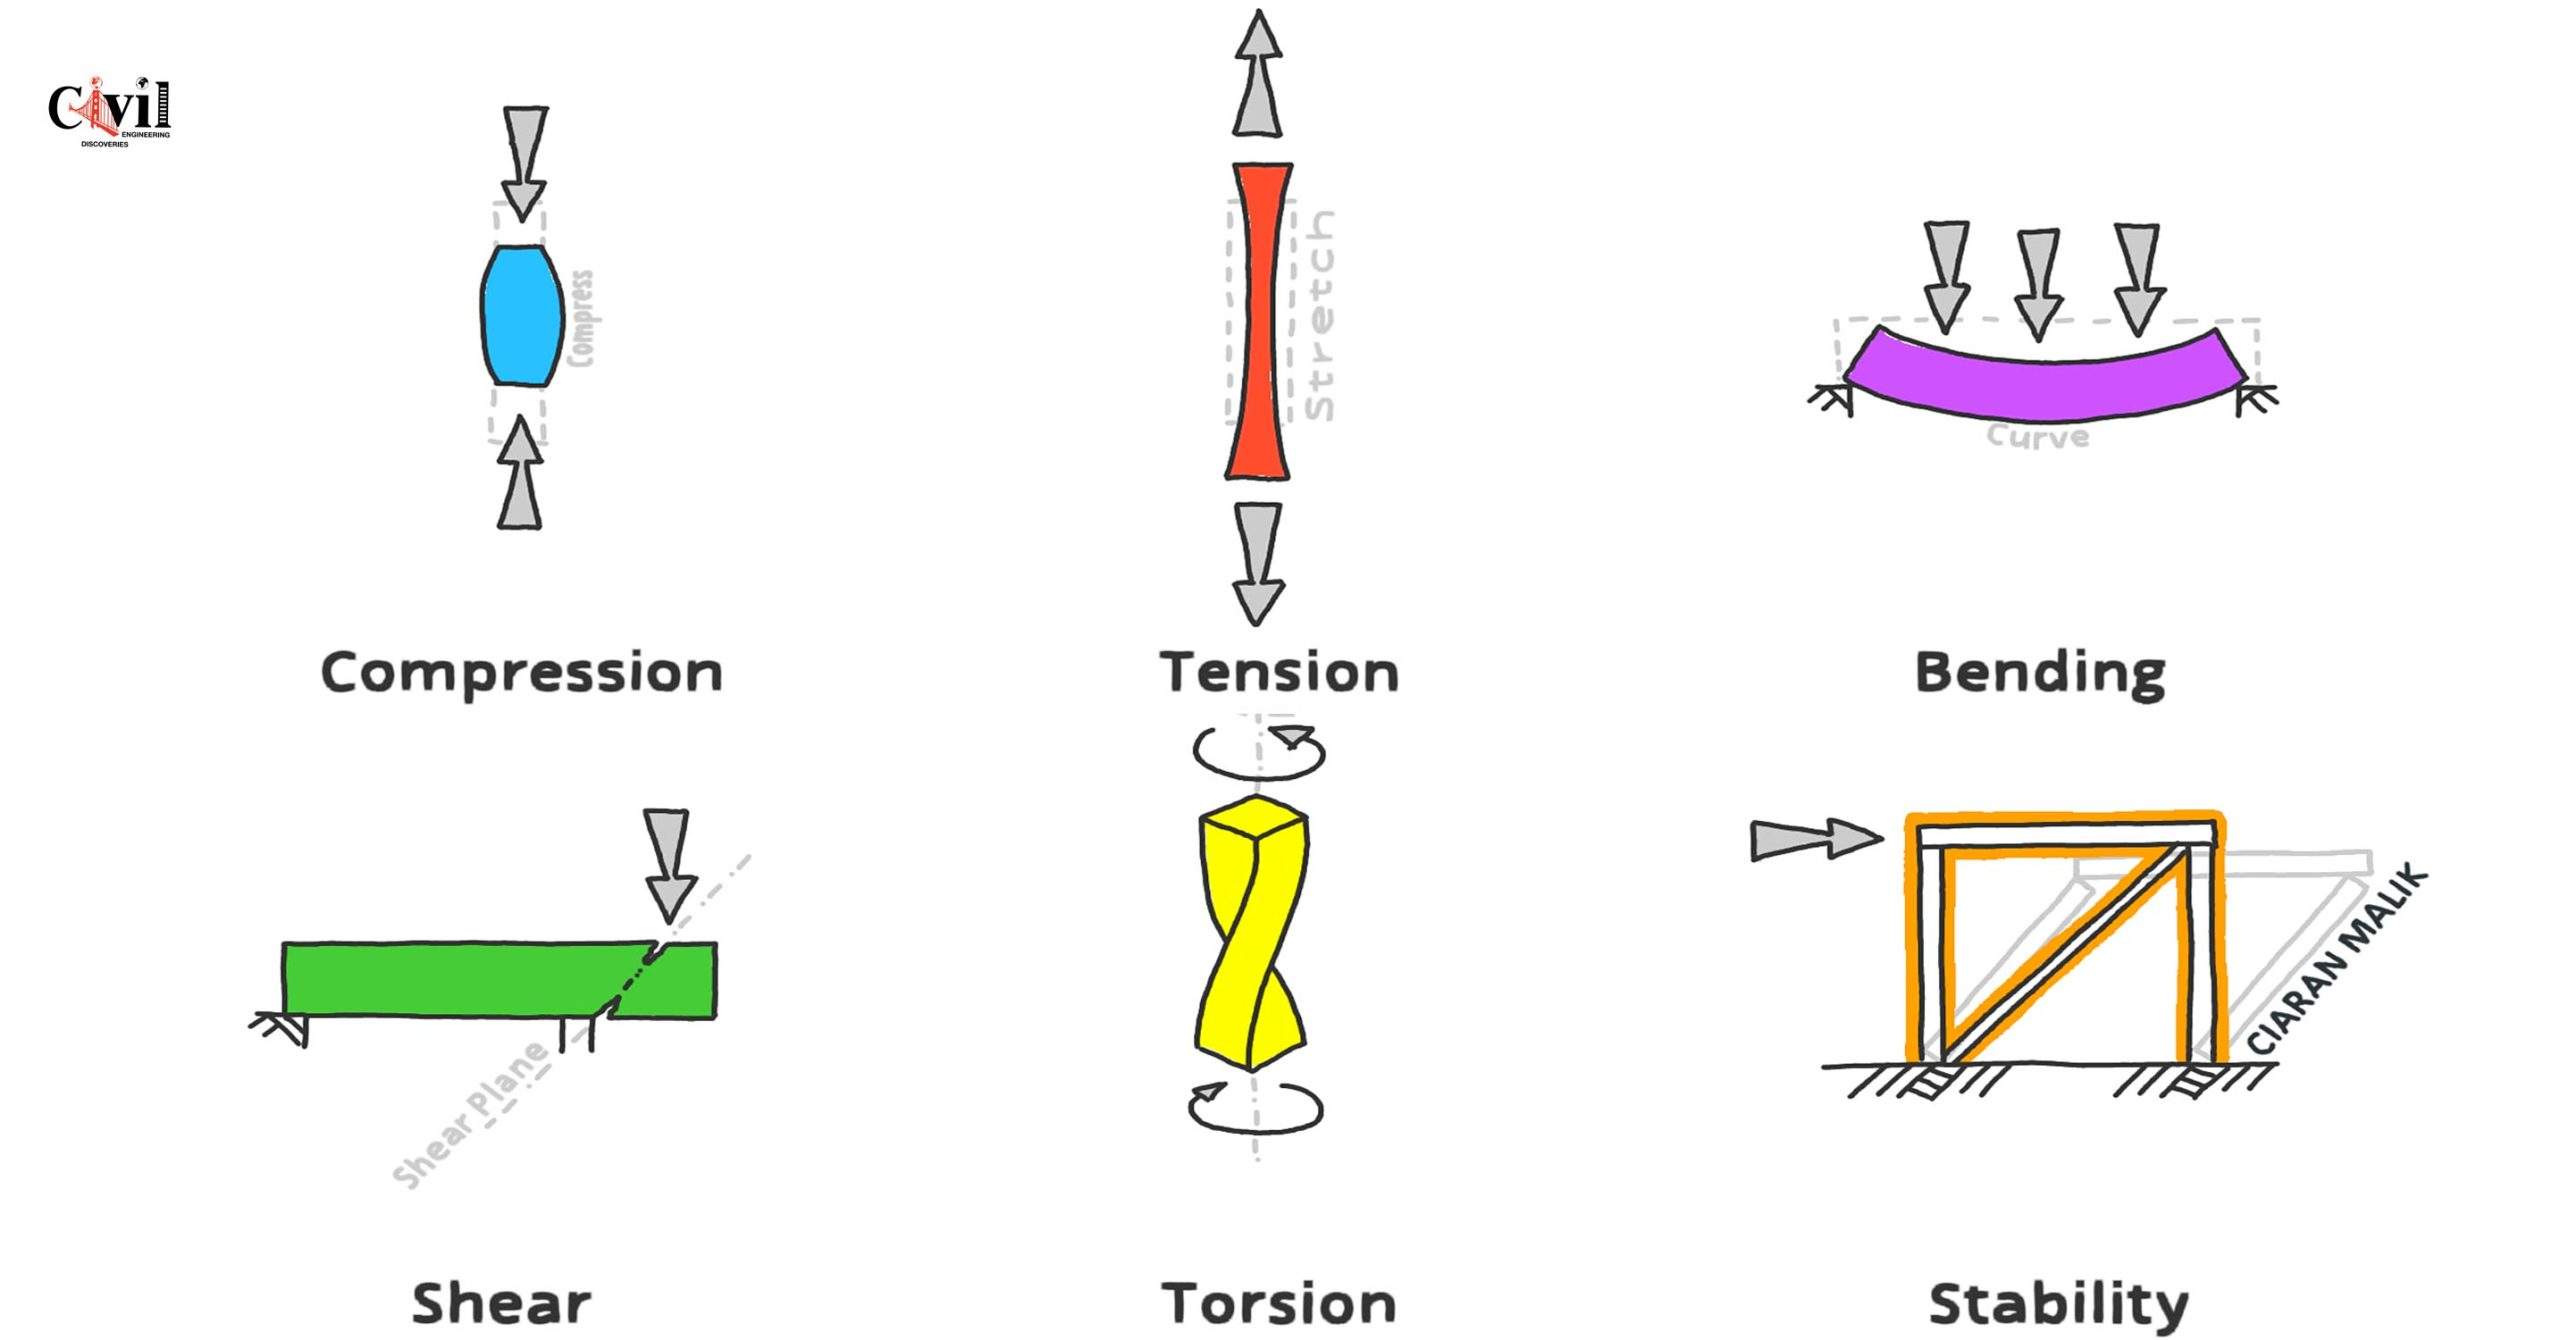 Civil
ENGINEERING
DISCOVERIES
Compress
Stretch
Curve
Compression
Tension
Bending
Shear Plane
CIARAN MALIK
Shear
Torsion
Stability